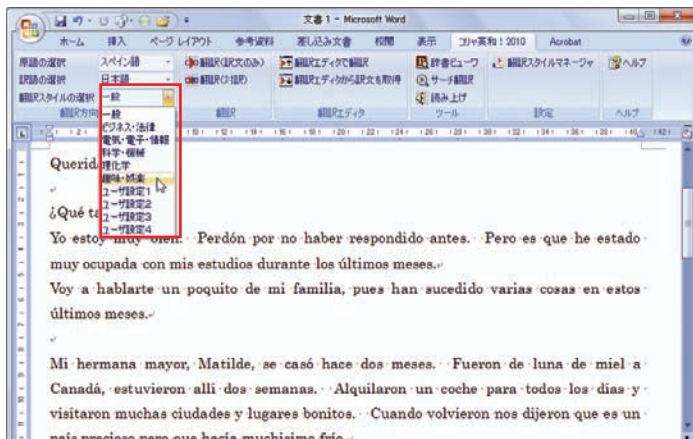 文書 1 - Microsoft Word
ホーム 挿入 ページ レイアウト 参考資料 差し込み文書 校閲 表示 コリャ英和！2010 Acrobat
原語の選択 スペイン語 翻訳(訳文のみ) 翻訳エディタで翻訳 辞書ビューワ 翻訳スタイルマネージャ ヘルプ
訳語の選択 日本語 翻訳(対訳) 翻訳エディタから訳文を取得 サーチ翻訳
翻訳スタイルの選択 一般 読み上げ
翻訳方向 翻訳 翻訳エディタ ツール 設定 ヘルプ
一般
ビジネス・法律
電気・電子・情報
科学・機械
理化学
趣味・娯楽
ユーザ設定1
ユーザ設定2
ユーザ設定3
ユーザ設定4
Querid
¿Qué ta
Yo estoy muy bien. Perdón por no haber respondido antes. Pero es que he estado
muy ocupada con mis estudios durante los últimos meses.
Voy a hablarte un poquito de mi familia, pues han sucedido varias cosas en estos
últimos meses.
Mi hermana mayor, Matilde, se casó hace dos meses. Fueron de luna de miel a
Canadá, estuvieron allí dos semanas. Alquilaron un coche para todos los días y
visitaron muchas ciudades y lugares bonitos. Cuando volvieron nos dijeron que es un
país precioso pero que hacía muchísimo frío.